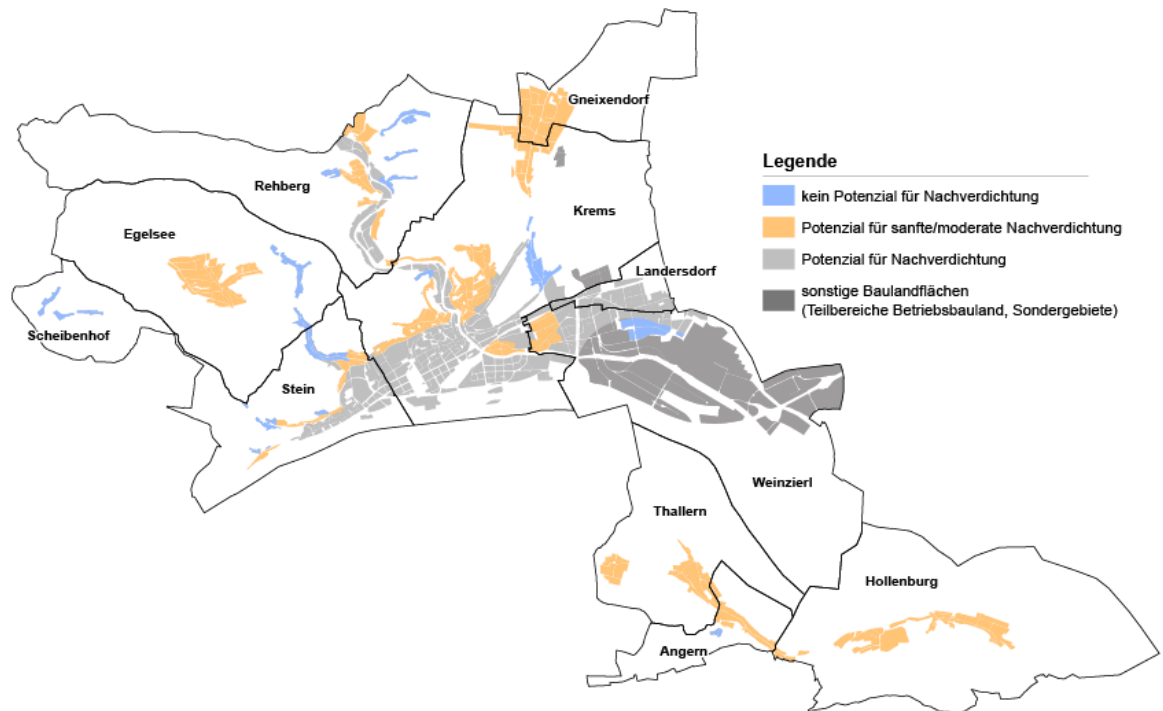 Gneixendorf
Legende
kein Potenzial für Nachverdichtung
Rehberg
Krems
Potenzial für sanfte/moderate Nachverdichtung
Egelsee
Potenzial für Nachverdichtung
Landersdorf
sonstige Baulandflächen
(Teilbereiche Betriebsbauland, Sondergebiete)
Scheibenhof
Stein
Weinzierl
Thallern
Hollenburg
Angern